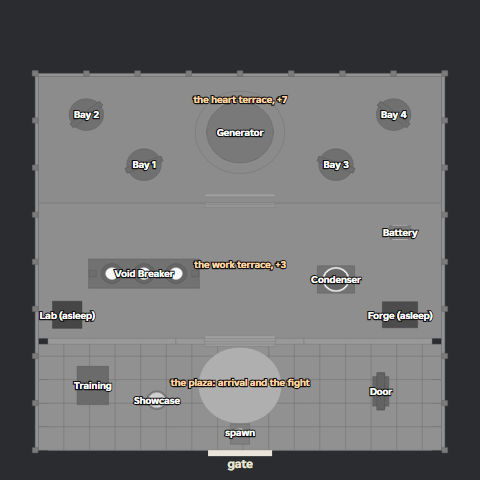 the heart terrace, +7
Bay 2
Bay 4
Generator
Bay 1
Bay 3
Battery
the work terrace, +3
Void Breaker
Condenser
Lab (asleep)
Forge (asleep)
the plaza: arrival and the fight
Training
Door
Showcase
spawn
gate